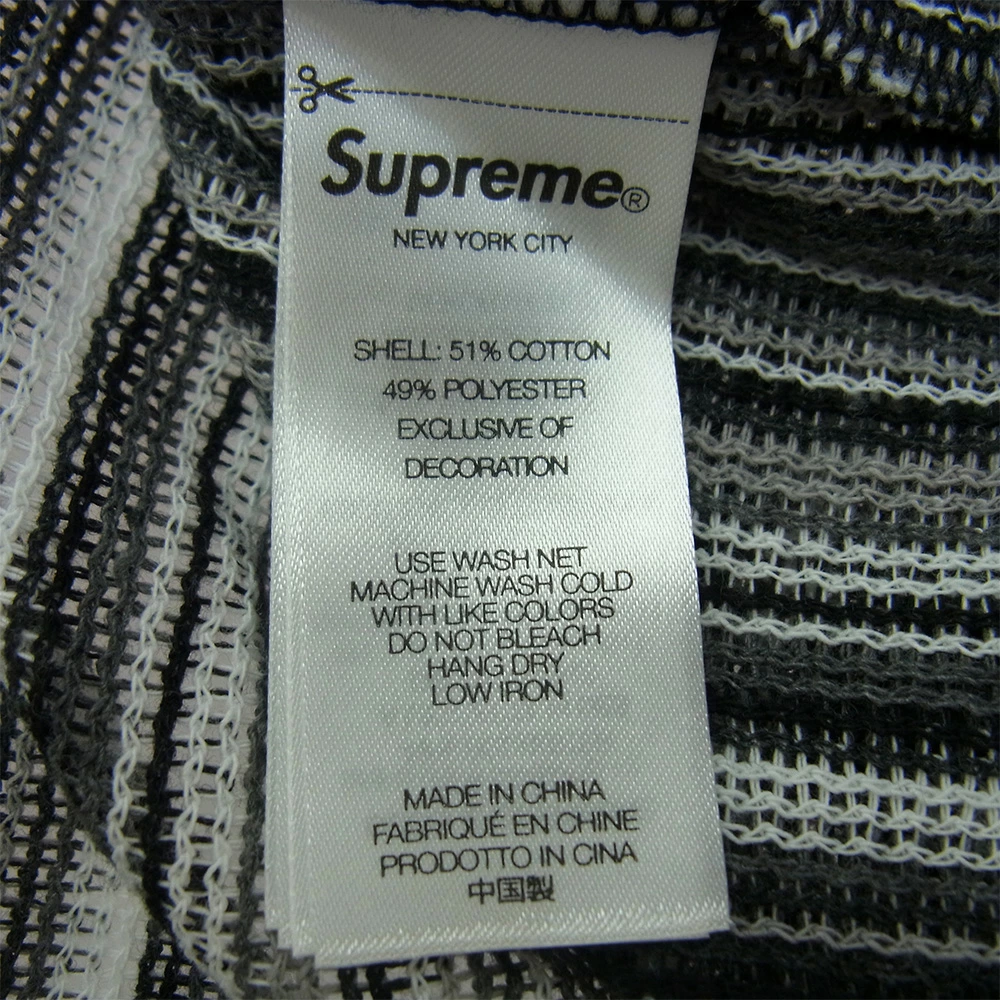 Supreme®
NEW YORK CITY
SHELL: 51% COTTON
49% POLYESTER
EXCLUSIVE OF
DECORATION
USE WASH NET
MACHINE WASH COLD
WITH LIKE COLORS
DO NOT BLEACH
HANG DRY
LOW IRON
MADE IN CHINA
FABRIQUÉ EN CHINE
PRODOTTO IN CINA
中国製